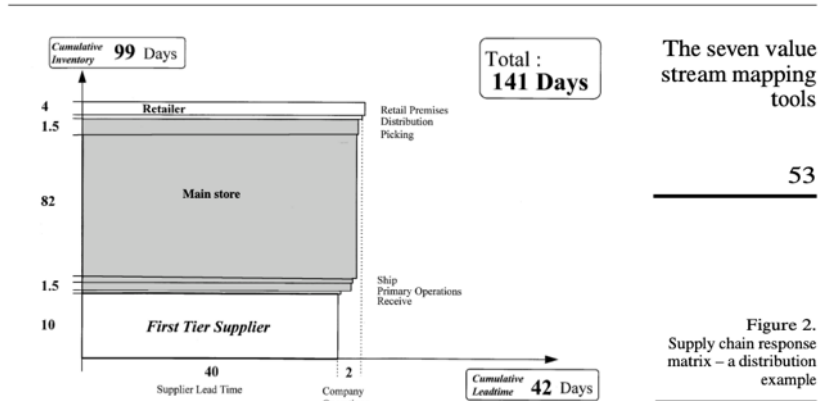 Cumulative
Inventory 99 Days
Total :
141 Days
The seven value
stream mapping
tools
53
4
Retailer
Retail Premises
Distribution
1.5
Picking
82
Main store
1.5
Ship
Primary Operations
Receive
10
First Tier Supplier
Figure 2.
Supply chain response
matrix – a distribution
example
40
2
Supplier Lead Time
Company
Cumulative
Leadtime 42 Days